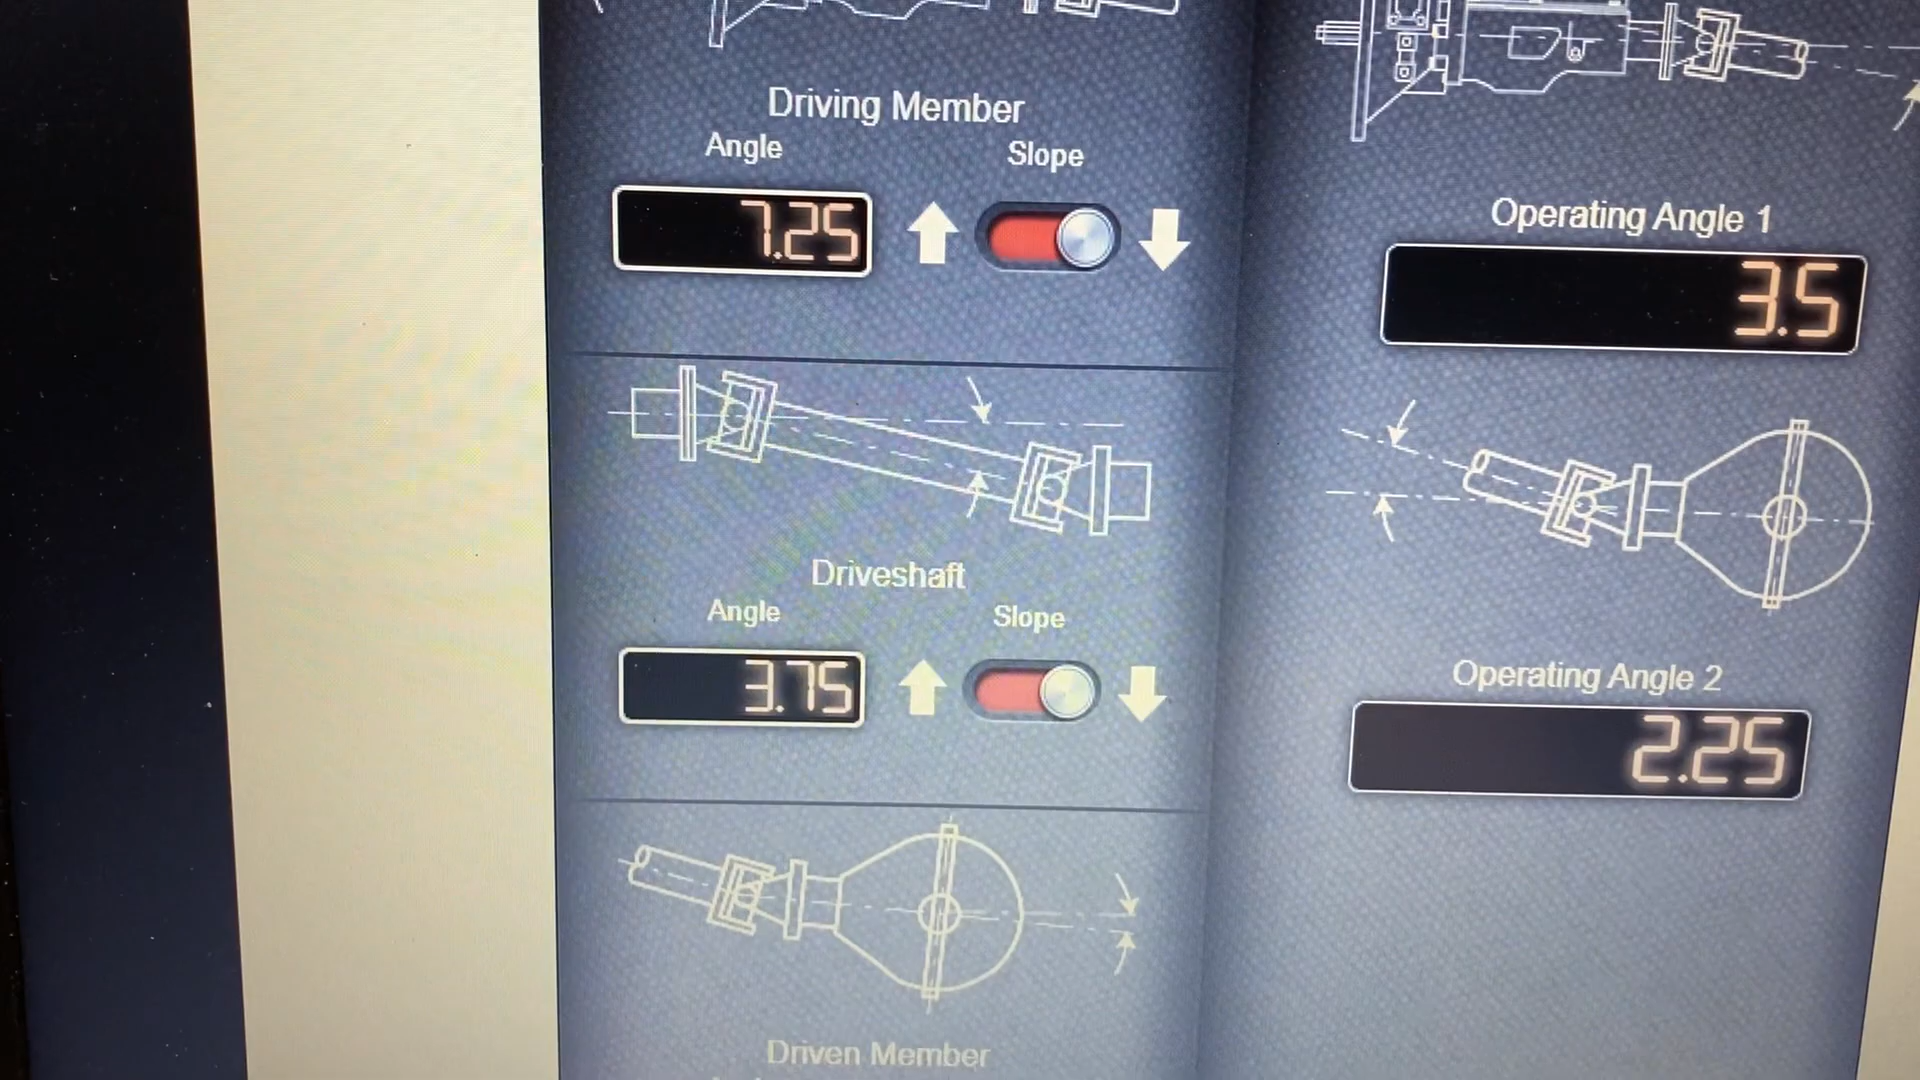 Driving Member
Angle
Slope
7.25
Driveshaft
Angle
Slope
3.75
Driven Member
Operating Angle 1
3.5
Operating Angle 2
2.25